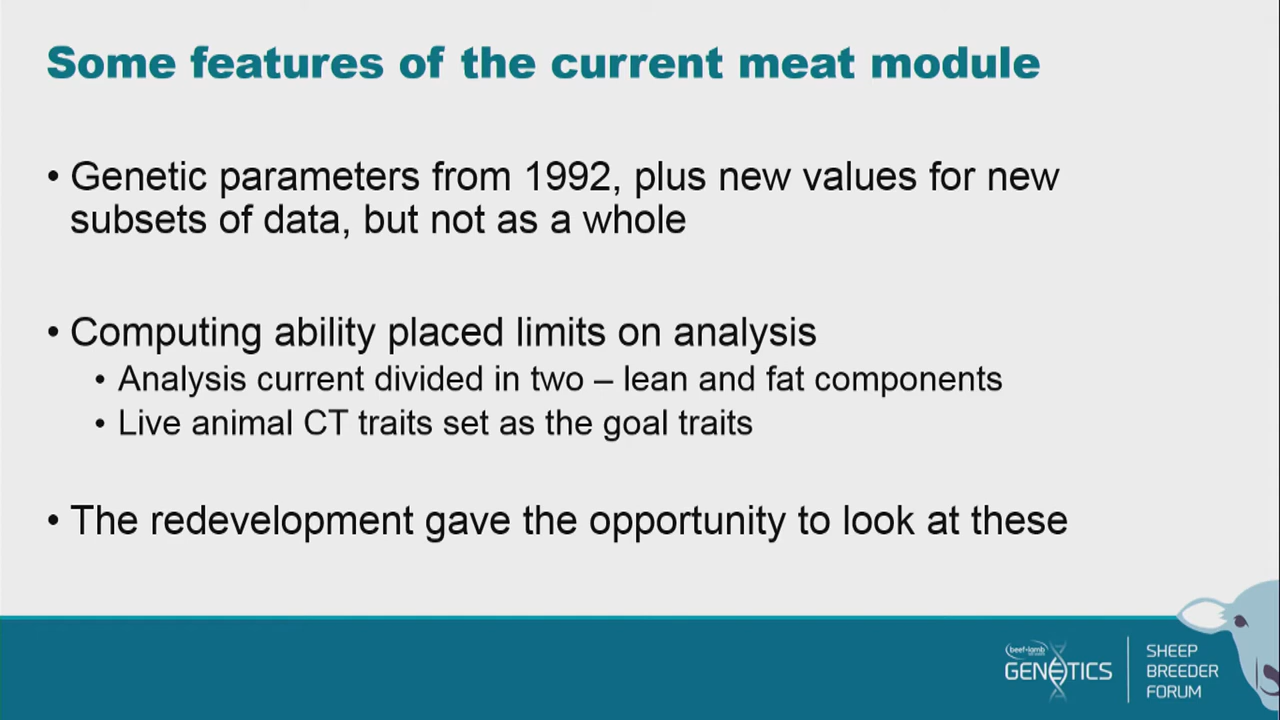 Some features of the current meat module
• Genetic parameters from 1992, plus new values for new
subsets of data, but not as a whole
• Computing ability placed limits on analysis
• Analysis current divided in two – lean and fat components
• Live animal CT traits set as the goal traits
• The redevelopment gave the opportunity to look at these
beef+lamb
GENETICS
SHEEP
BREEDER
FORUM